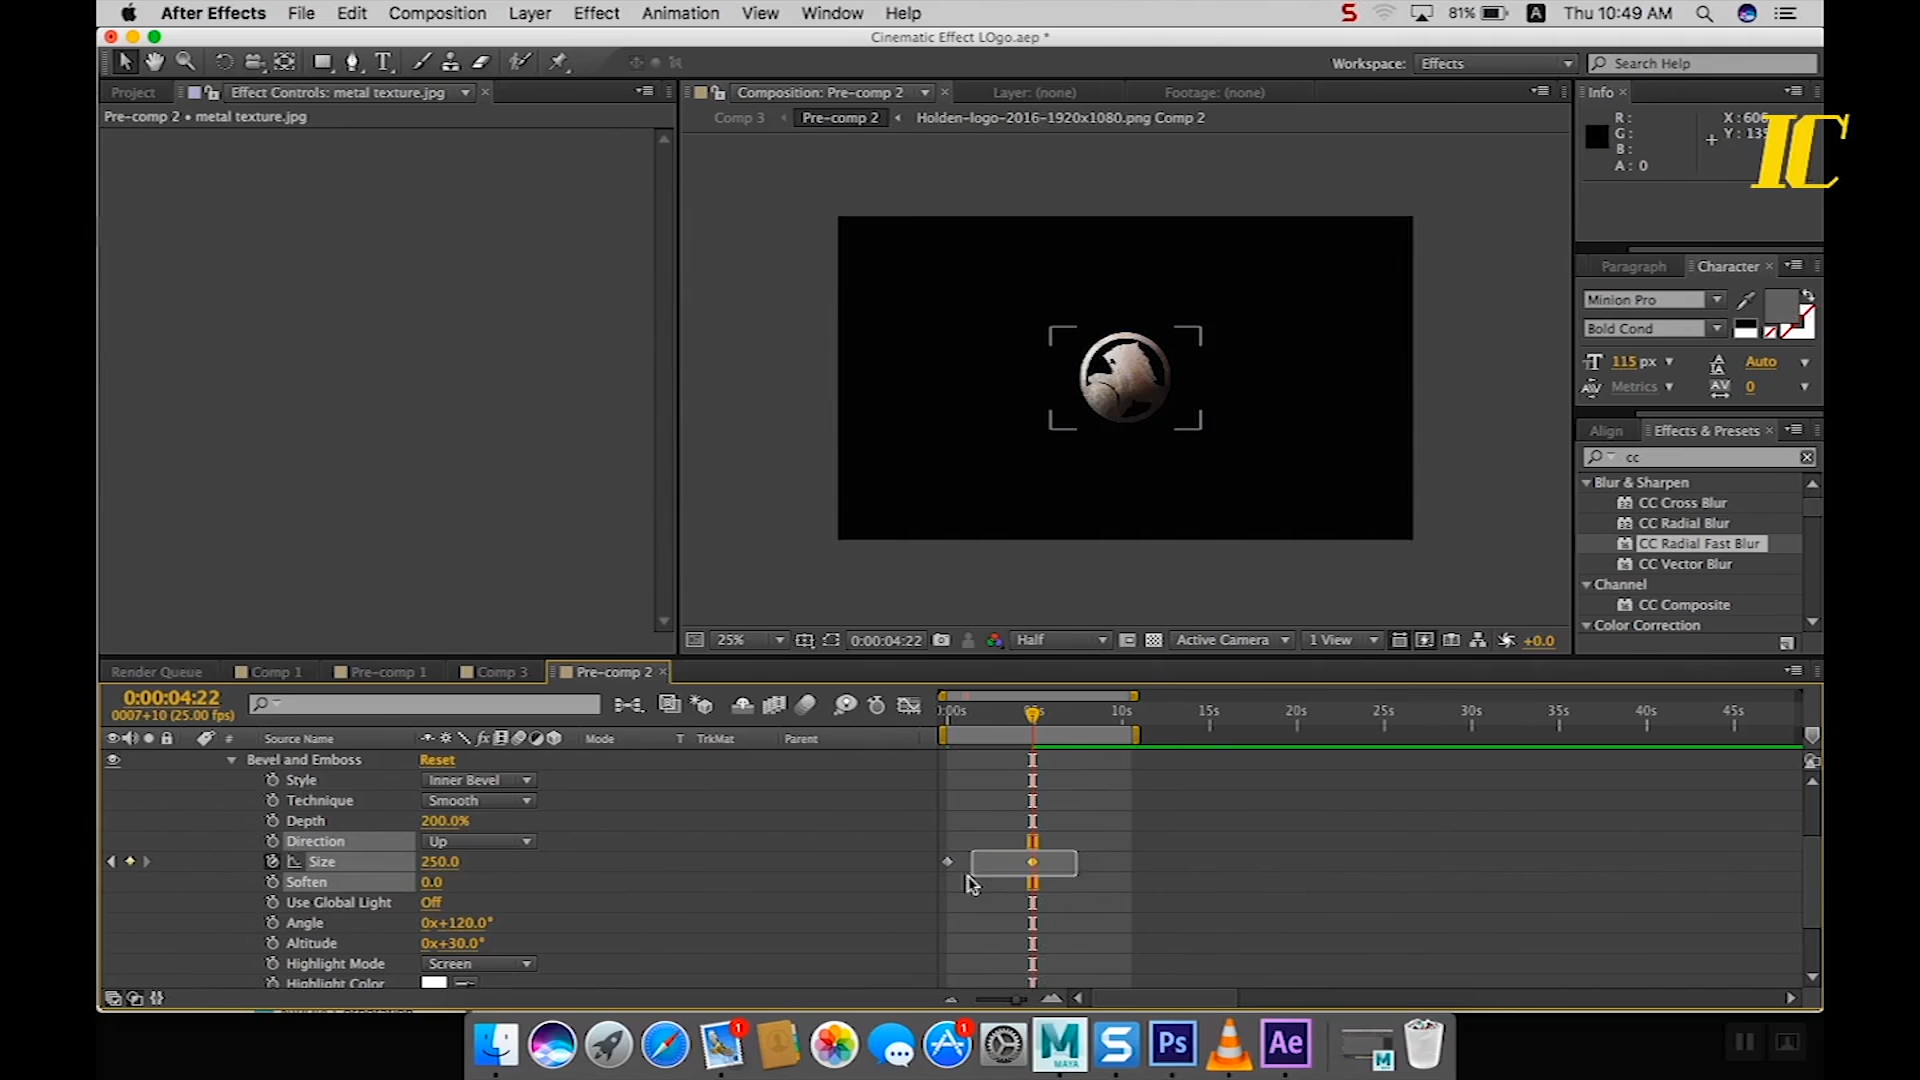 After Effects File Edit Composition Layer Effect Animation View Window Help S 81% A Thu 10:49 AM
Cinematic Effect LOgo.aep *
Workspace: Effects Search Help
Project Effect Controls: metal texture.jpg × Composition: Pre-comp 2 × Layer: (none) Footage: (none) Info ×
Pre-comp 2 • metal texture.jpg Comp 3 Pre-comp 2 Holden-logo-2016-1920x1080.png Comp 2
R: X: 606
G: Y: 135
B:
A: 0
IC
Paragraph Character ×
Minion Pro
Bold Cond
115 px Auto
Metrics 0
Align Effects & Presets ×
cc
Blur & Sharpen
CC Cross Blur
CC Radial Blur
CC Radial Fast Blur
CC Vector Blur
Channel
CC Composite
Color Correction
25% 0:00:04:22 Half Active Camera 1 View +0.0
Render Queue Comp 1 Pre-comp 1 Comp 3 Pre-comp 2 ×
0:00:04:22
0007+10 (25.00 fps)
:00s 10s 15s 20s 25s 30s 35s 40s 45s
# Source Name fx Mode T TrkMat Parent
Bevel and Emboss Reset
Style Inner Bevel
Technique Smooth
Depth 200.0%
Direction Up
Size 250.0
Soften 0.0
Use Global Light Off
Angle 0x+120.0°
Altitude 0x+30.0°
Highlight Mode Screen
Highlight Color
1 1 MAYA S Ps Ae